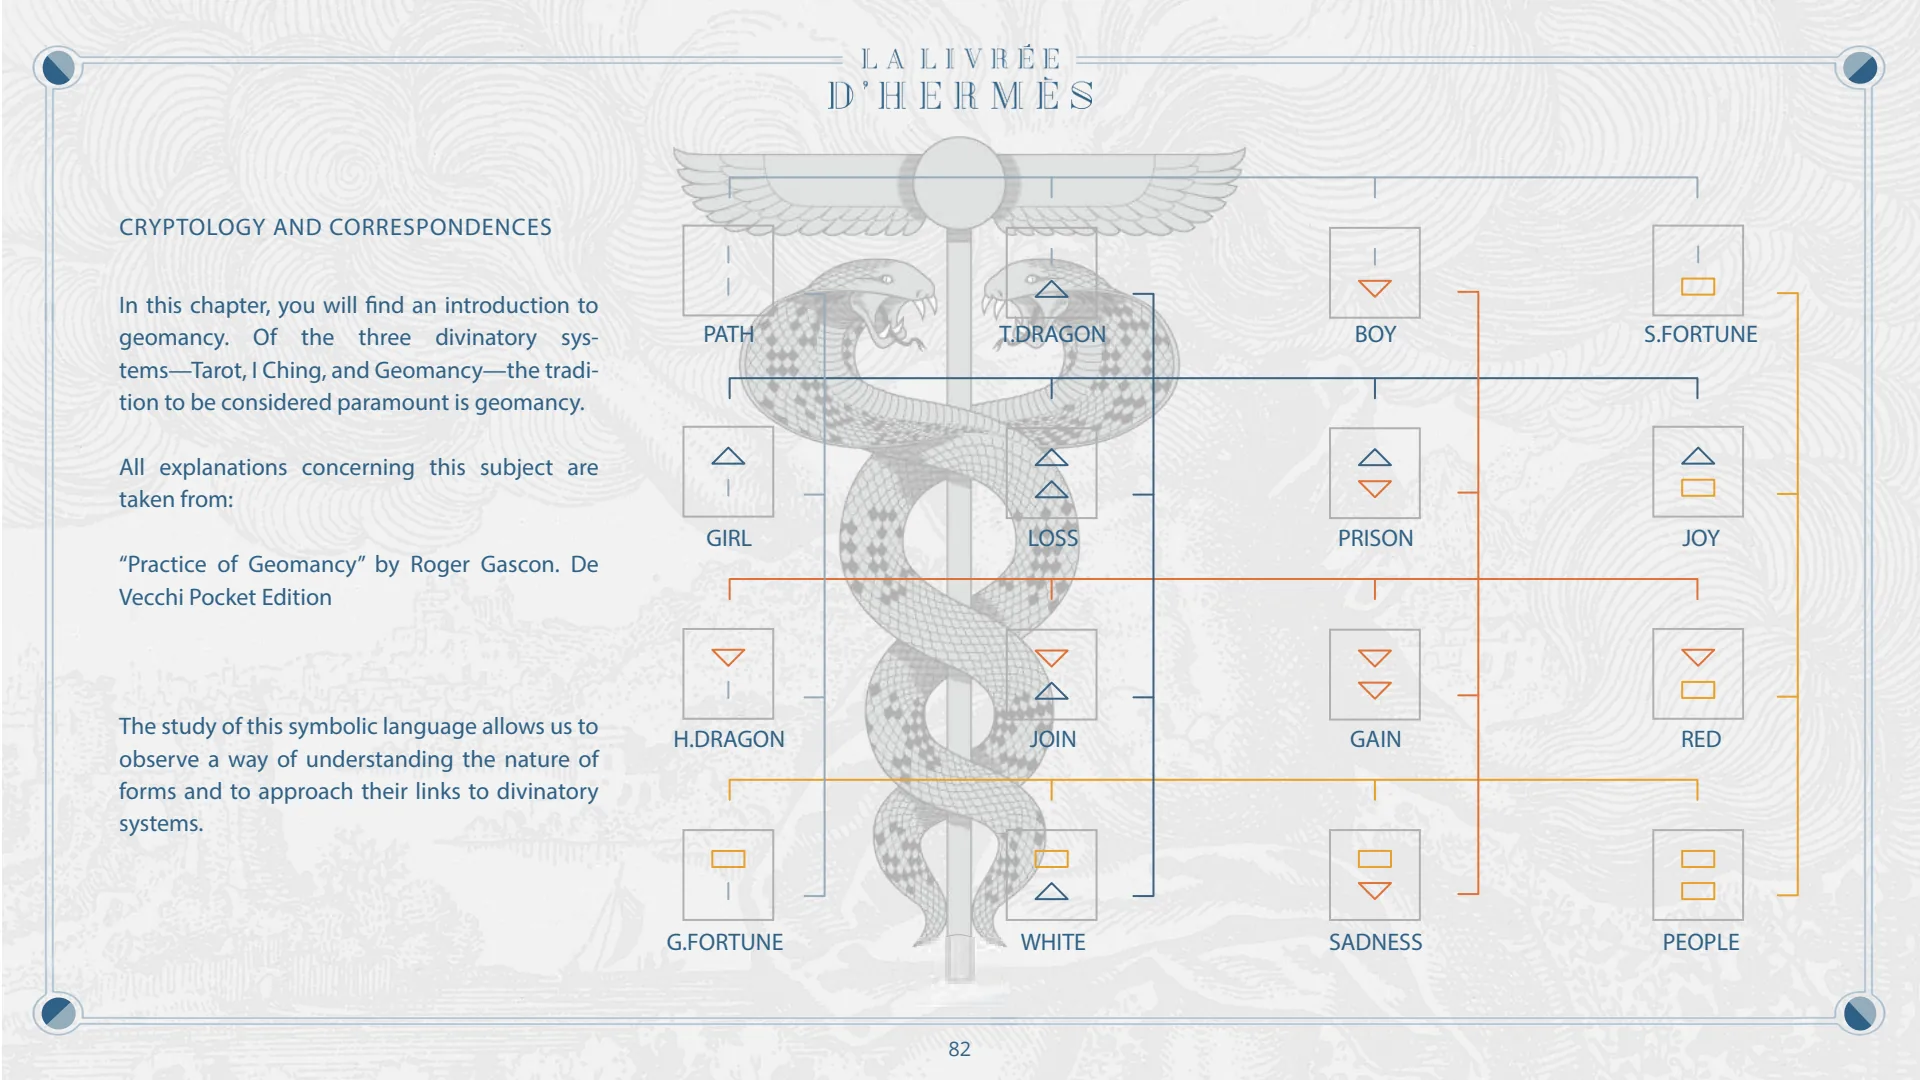 LA LIVRÉE
D'HERMÈS
CRYPTOLOGY AND CORRESPONDENCES
In this chapter, you will find an introduction to
geomancy. Of the three divinatory sys-
tems—Tarot, I Ching, and Geomancy—the tradi-
tion to be considered paramount is geomancy.
All explanations concerning this subject are
taken from:
“Practice of Geomancy” by Roger Gascon. De
Vecchi Pocket Edition
The study of this symbolic language allows us to
observe a way of understanding the nature of
forms and to approach their links to divinatory
systems.
PATH T.DRAGON BOY S.FORTUNE
GIRL LOSS PRISON JOY
H.DRAGON JOIN GAIN RED
G.FORTUNE WHITE SADNESS PEOPLE
82